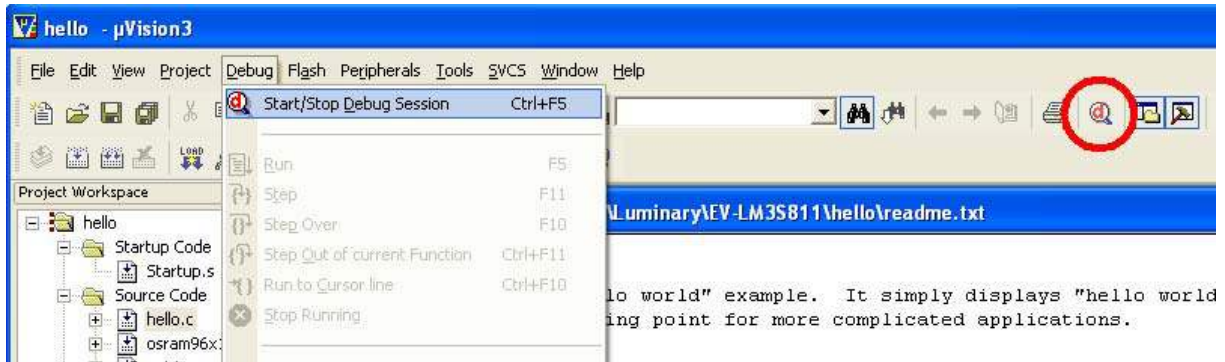 hello - µVision3
File Edit View Project Debug Flash Peripherals Tools SVCS Window Help
Start/Stop Debug Session Ctrl+F5
LOAD
Run F5
Project Workspace
Step F11
hello
Step Over F10
\Luminary\EV-LM3S811\hello\readme.txt
Startup Code
Step Out of current Function Ctrl+F11
Startup.s
Run to Cursor line Ctrl+F10
Source Code
lo world" example. It simply displays "hello world
hello.c
Stop Running
ing point for more complicated applications.
osram96x